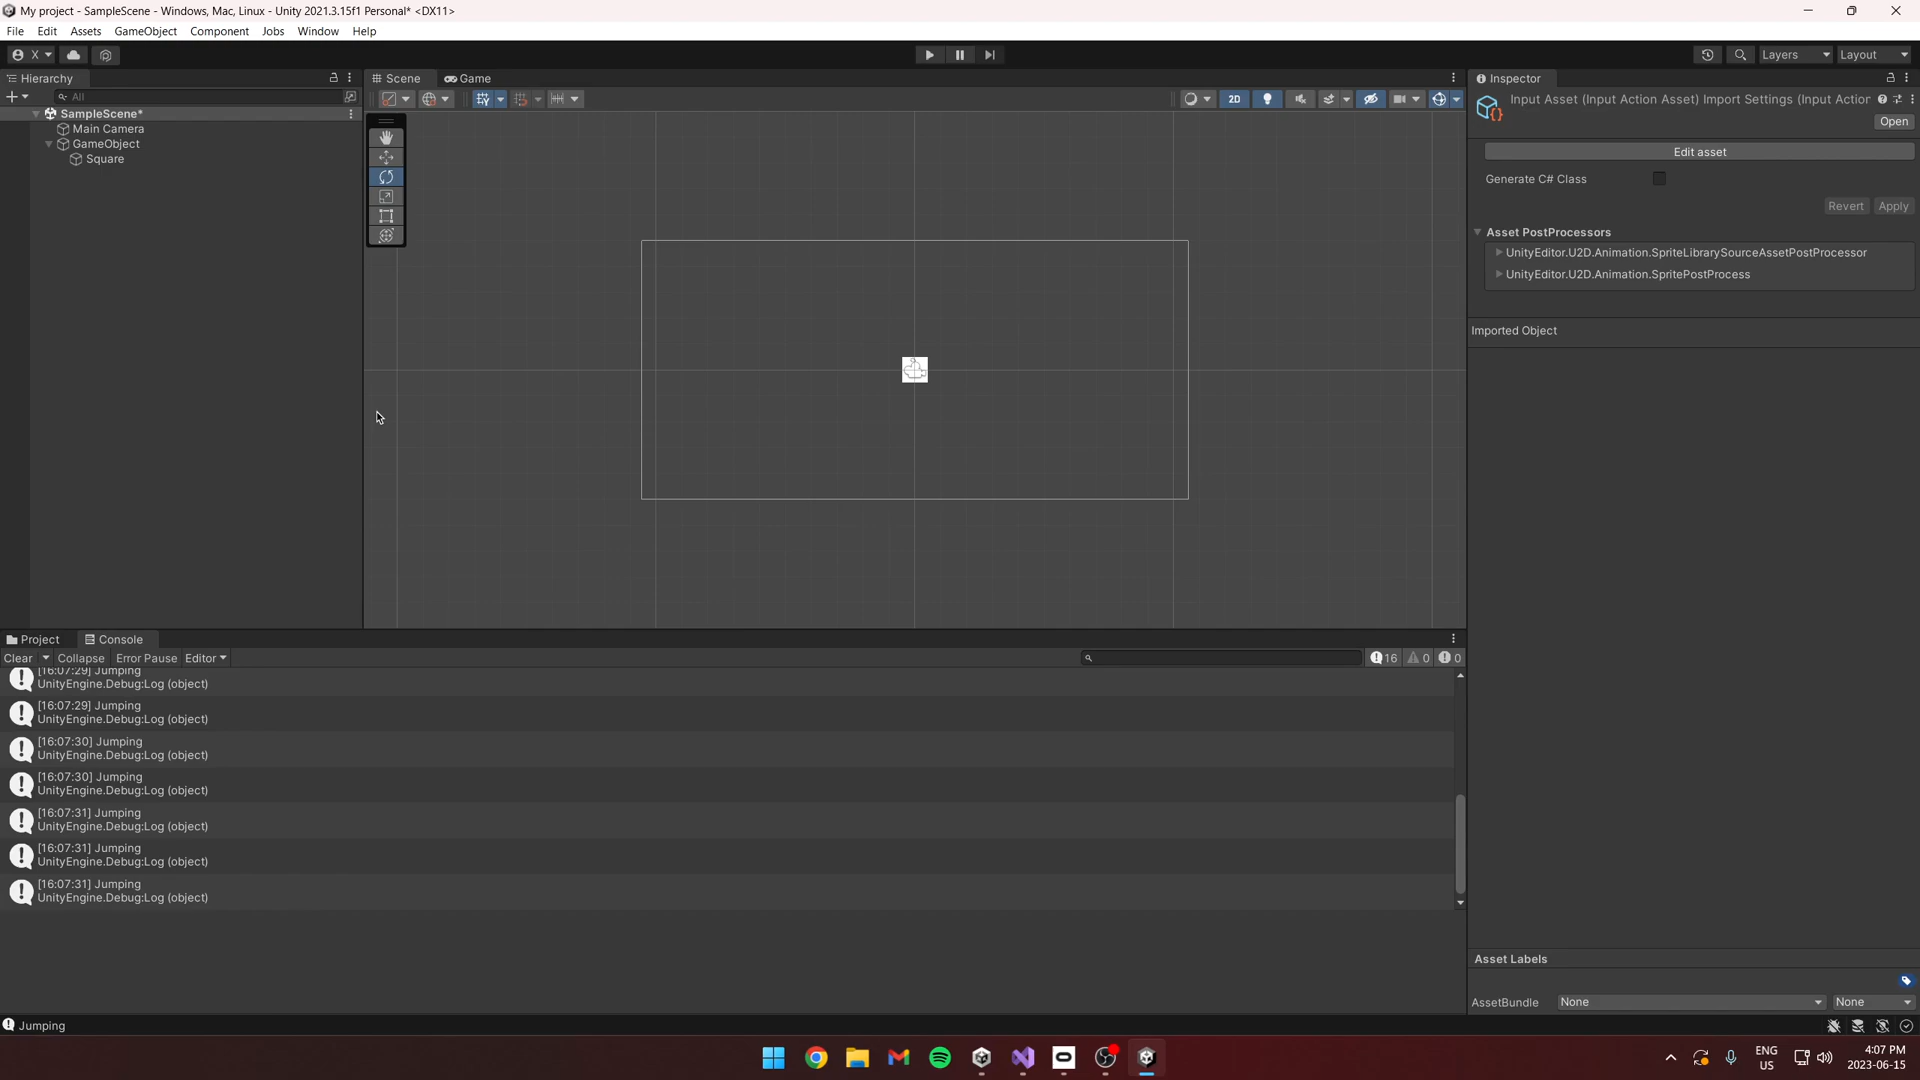 My project - SampleScene - Windows, Mac, Linux - Unity 2021.3.15f1 Personal* <DX11>
File Edit Assets GameObject Component Jobs Window Help
X Layers Layout
Hierarchy
All
SampleScene*
Main Camera
GameObject
Square
Scene Game
2D
Inspector
Input Asset (Input Action Asset) Import Settings (Input Action
Open
Edit asset
Generate C# Class
Revert Apply
Asset PostProcessors
UnityEditor.U2D.Animation.SpriteLibrarySourceAssetPostProcessor
UnityEditor.U2D.Animation.SpritePostProcess
Imported Object
Project Console
Clear Collapse Error Pause Editor 16 0 0
[16:07:29] Jumping
UnityEngine.Debug:Log (object)
[16:07:29] Jumping
UnityEngine.Debug:Log (object)
[16:07:30] Jumping
UnityEngine.Debug:Log (object)
[16:07:30] Jumping
UnityEngine.Debug:Log (object)
[16:07:31] Jumping
UnityEngine.Debug:Log (object)
[16:07:31] Jumping
UnityEngine.Debug:Log (object)
[16:07:31] Jumping
UnityEngine.Debug:Log (object)
Asset Labels
AssetBundle None None
Jumping
ENG
US
4:07 PM
2023-06-15